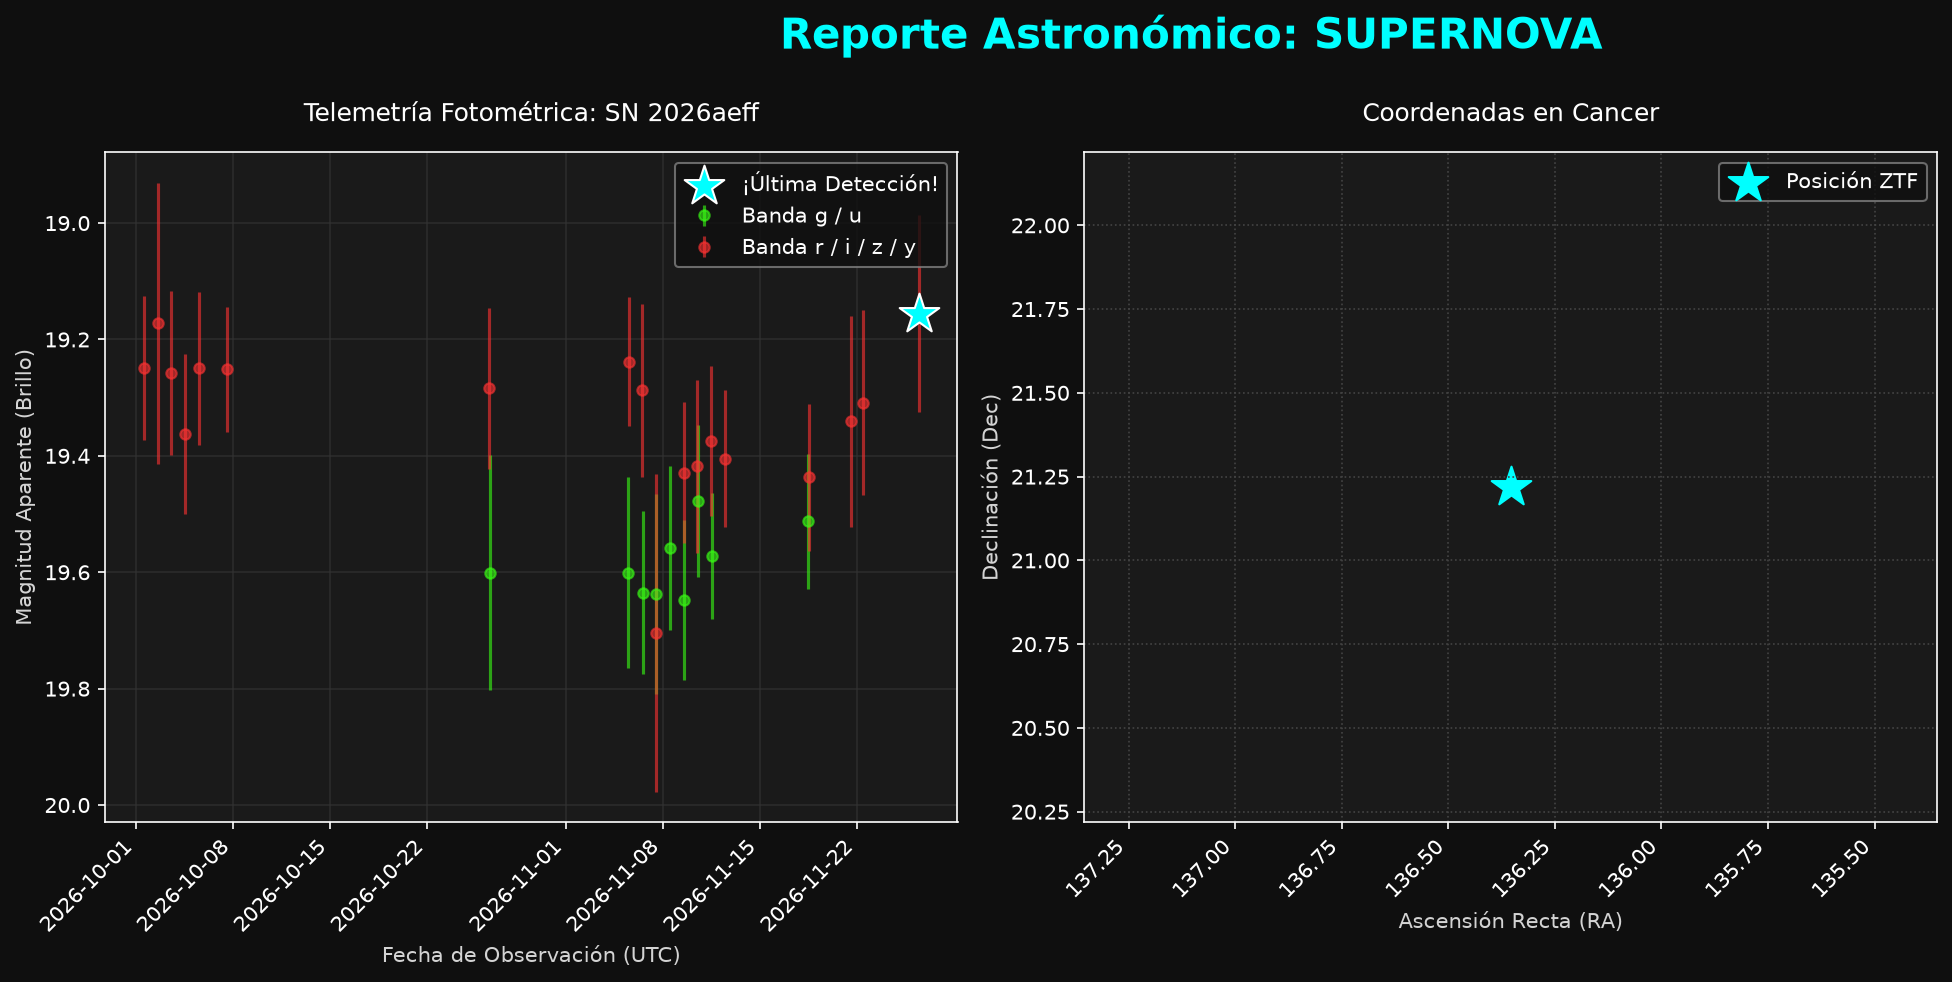 Reporte Astronómico: SUPERNOVA
Telemetría Fotométrica: SN 2026aeff
¡Última Detección!
Banda g / u
Banda r / i / z / y
Magnitud Aparente (Brillo)
19.0
19.2
19.4
19.6
19.8
20.0
2026-10-01
2026-10-08
2026-10-15
2026-10-22
2026-11-01
2026-11-08
2026-11-15
2026-11-22
Fecha de Observación (UTC)
Coordenadas en Cancer
Posición ZTF
Declinación (Dec)
22.00
21.75
21.50
21.25
21.00
20.75
20.50
20.25
137.25
137.00
136.75
136.50
136.25
136.00
135.75
135.50
Ascensión Recta (RA)